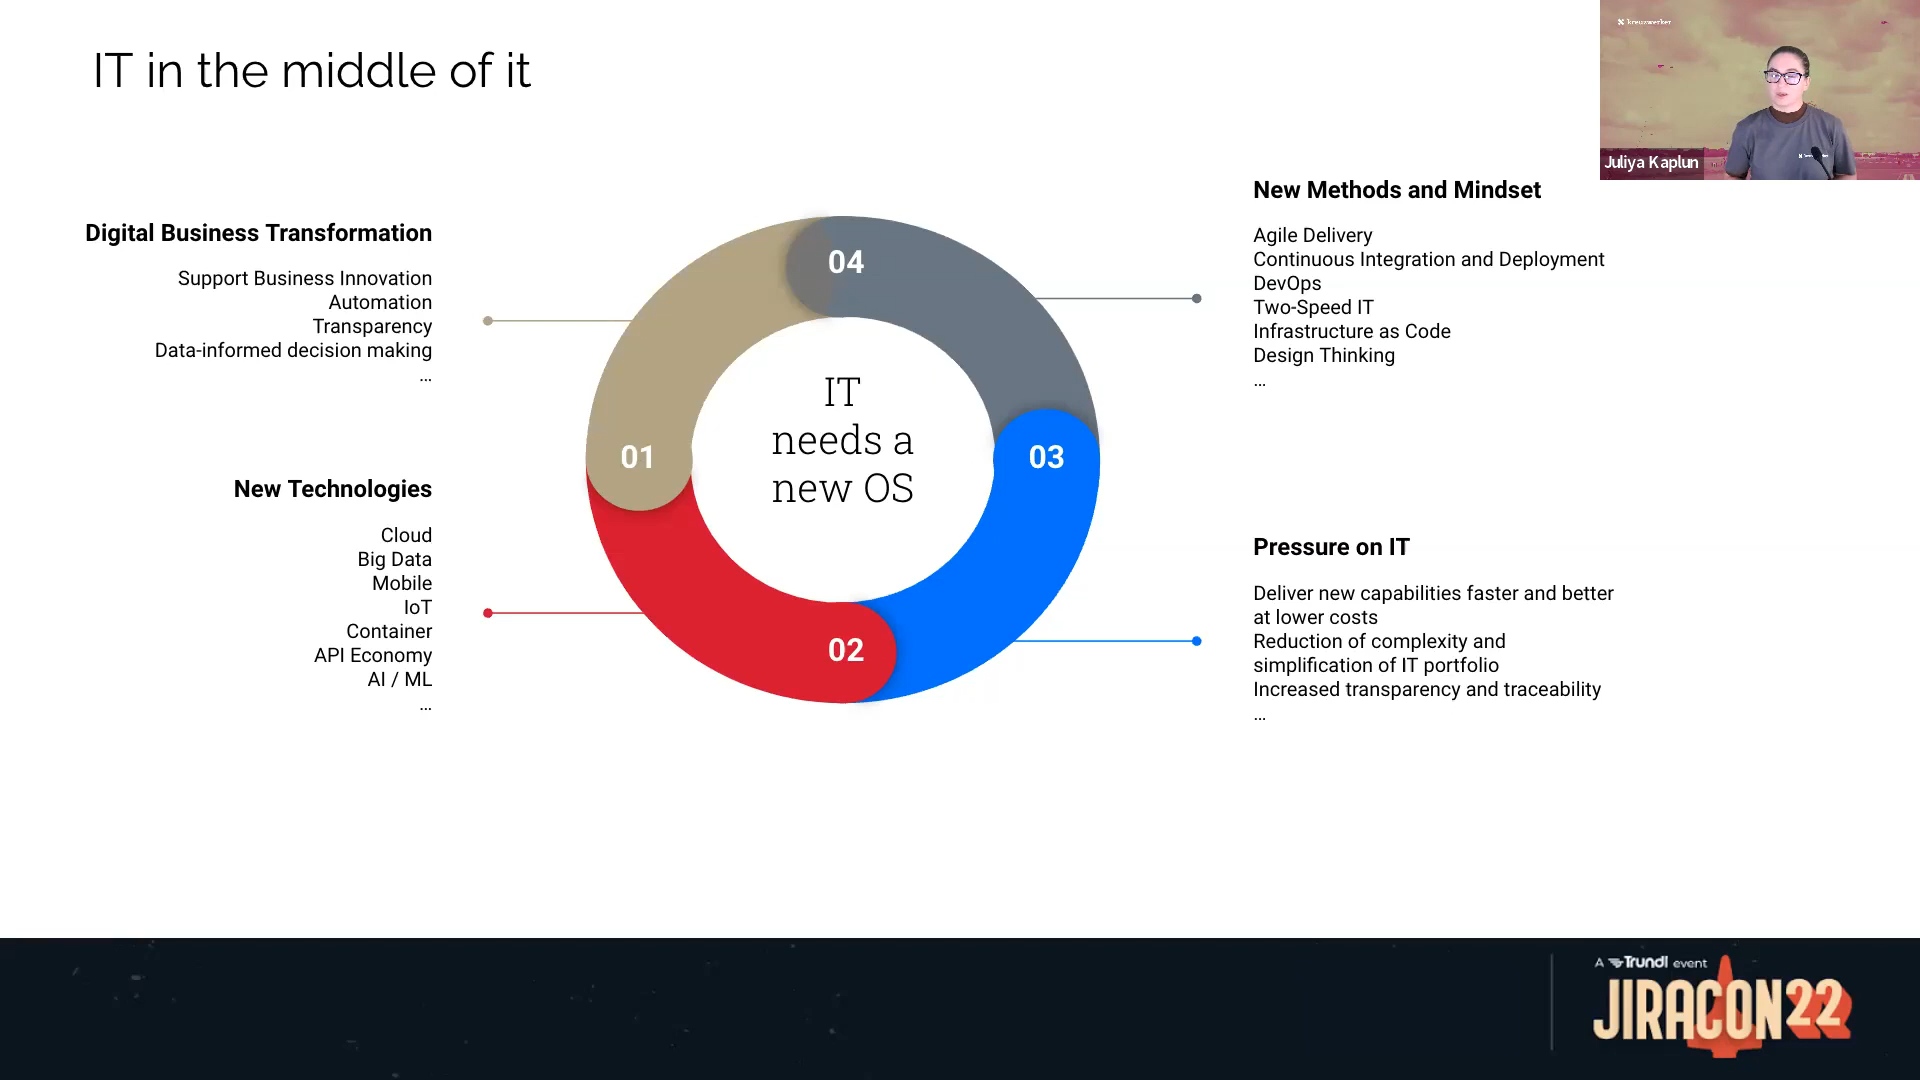 IT in the middle of it
kreuzwerker
Juliya Kaplun
Digital Business Transformation
Support Business Innovation
Automation
Transparency
Data-informed decision making
...
New Technologies
Cloud
Big Data
Mobile
IoT
Container
API Economy
AI / ML
...
01
02
03
04
IT
needs a
new OS
New Methods and Mindset
Agile Delivery
Continuous Integration and Deployment
DevOps
Two-Speed IT
Infrastructure as Code
Design Thinking
...
Pressure on IT
Deliver new capabilities faster and better
at lower costs
Reduction of complexity and
simplification of IT portfolio
Increased transparency and traceability
...
A Trundl event
JIRACON22